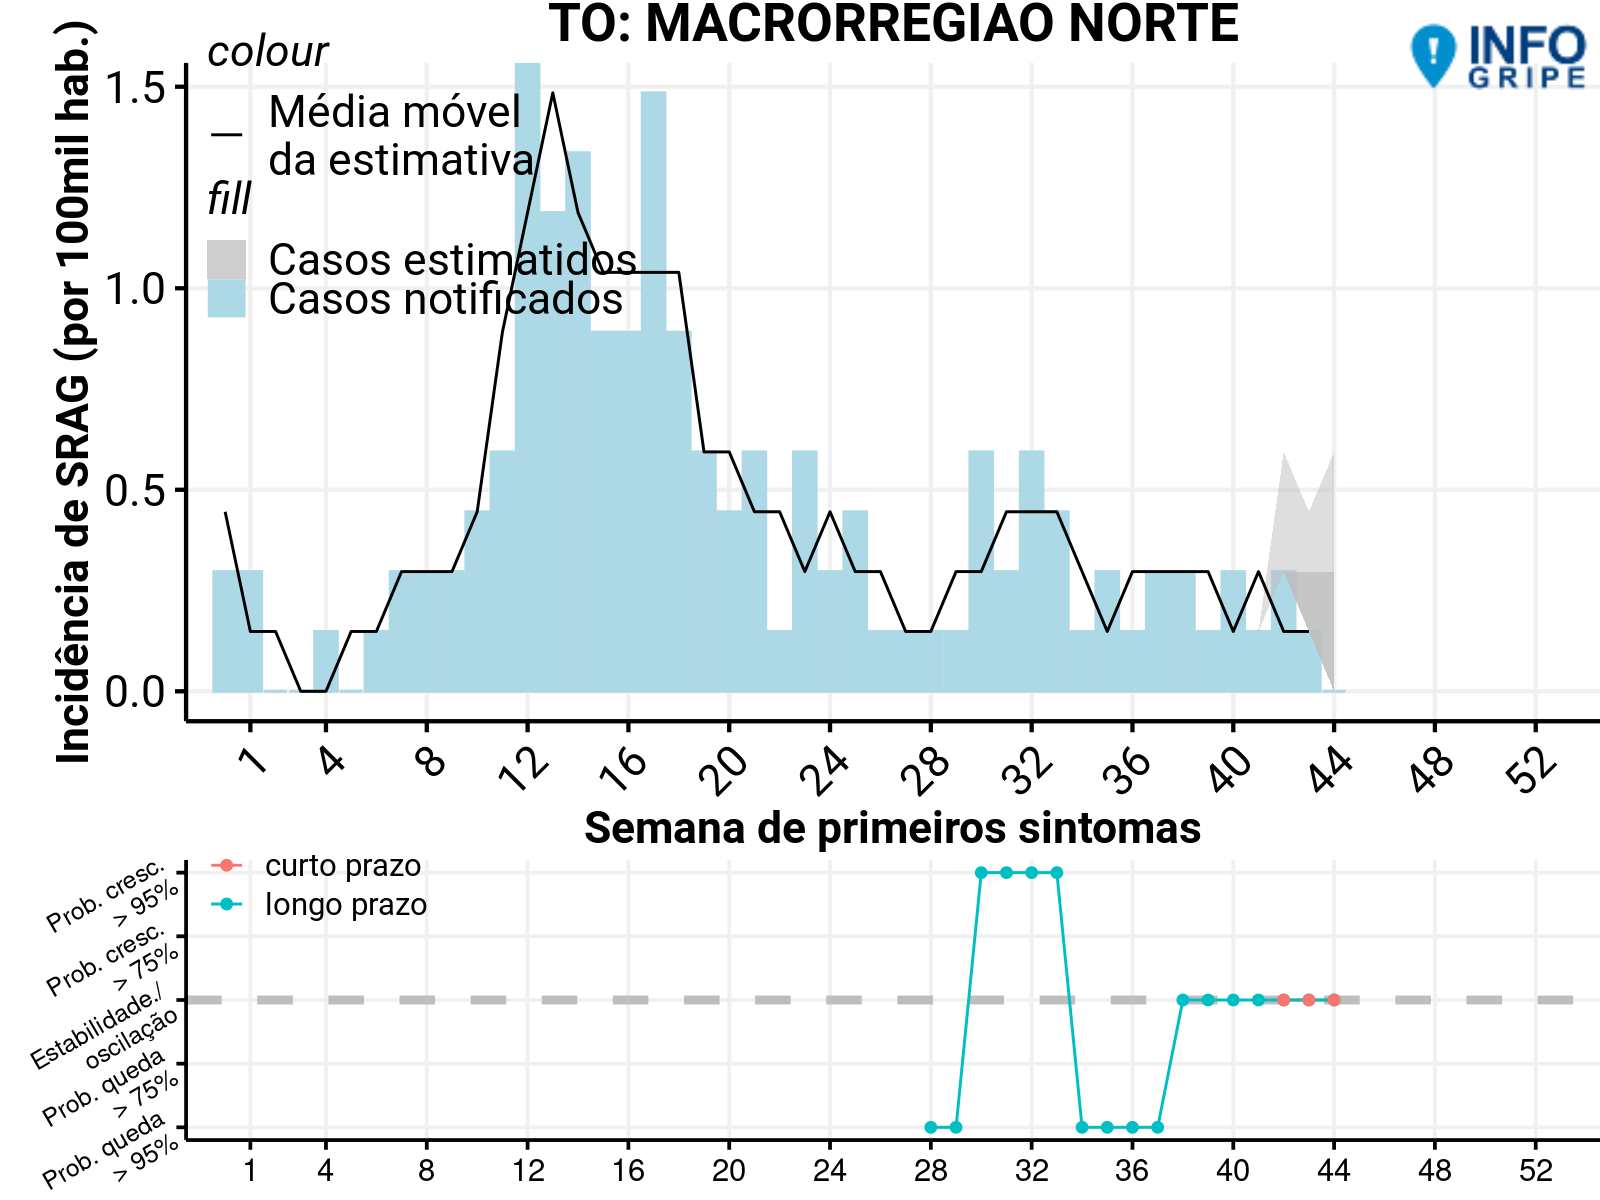 TO: MACRORREGIAO NORTE
INFO
GRIPE
colour
Média móvel
da estimativa
fill
Casos estimatidos
Casos notificados
Incidência de SRAG (por 100mil hab.)
1.5
1.0
0.5
0.0
1 4 8 12 16 20 24 28 32 36 40 44 48 52
Semana de primeiros sintomas
curto prazo
longo prazo
Prob. cresc.
> 95%
Prob. cresc.
> 75%
Estabilidade./
oscilação
Prob. queda
> 75%
Prob. queda
> 95%
1 4 8 12 16 20 24 28 32 36 40 44 48 52